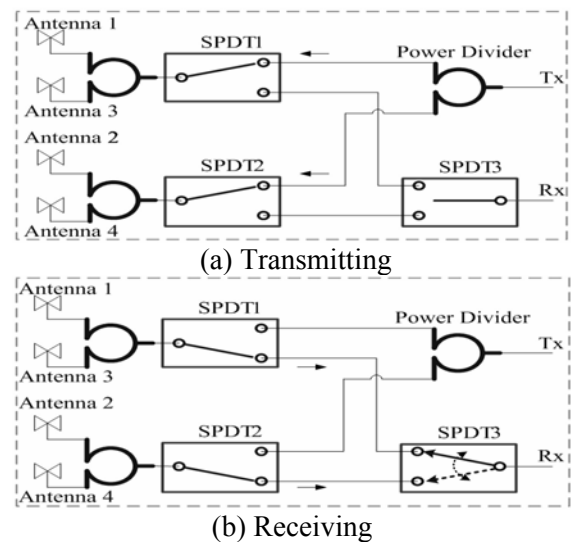 Antenna 1
SPDT1
Power Divider
Tx
Antenna 3
Antenna 2
SPDT2
SPDT3
Rx
Antenna 4
(a) Transmitting
Antenna 1
SPDT1
Power Divider
Tx
Antenna 3
Antenna 2
SPDT2
SPDT3
Rx
Antenna 4
(b) Receiving